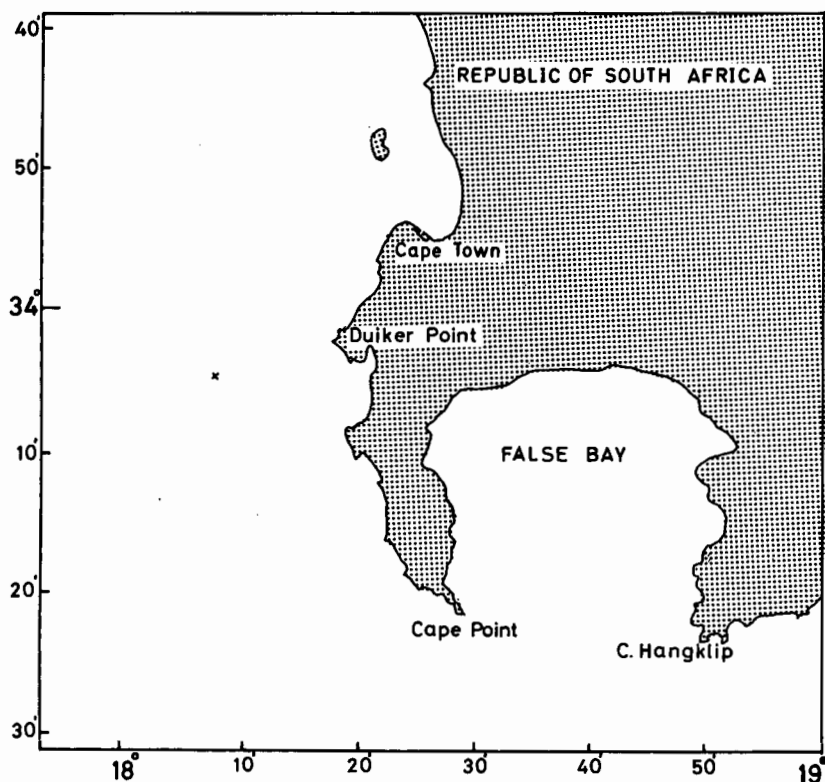 40'
REPUBLIC OF SOUTH AFRICA
50'
Cape Town
34°
Duiker Point
x
10'
FALSE BAY
20'
Cape Point
C. Hangklip
30'
18° 10 20 30 40 50 19°